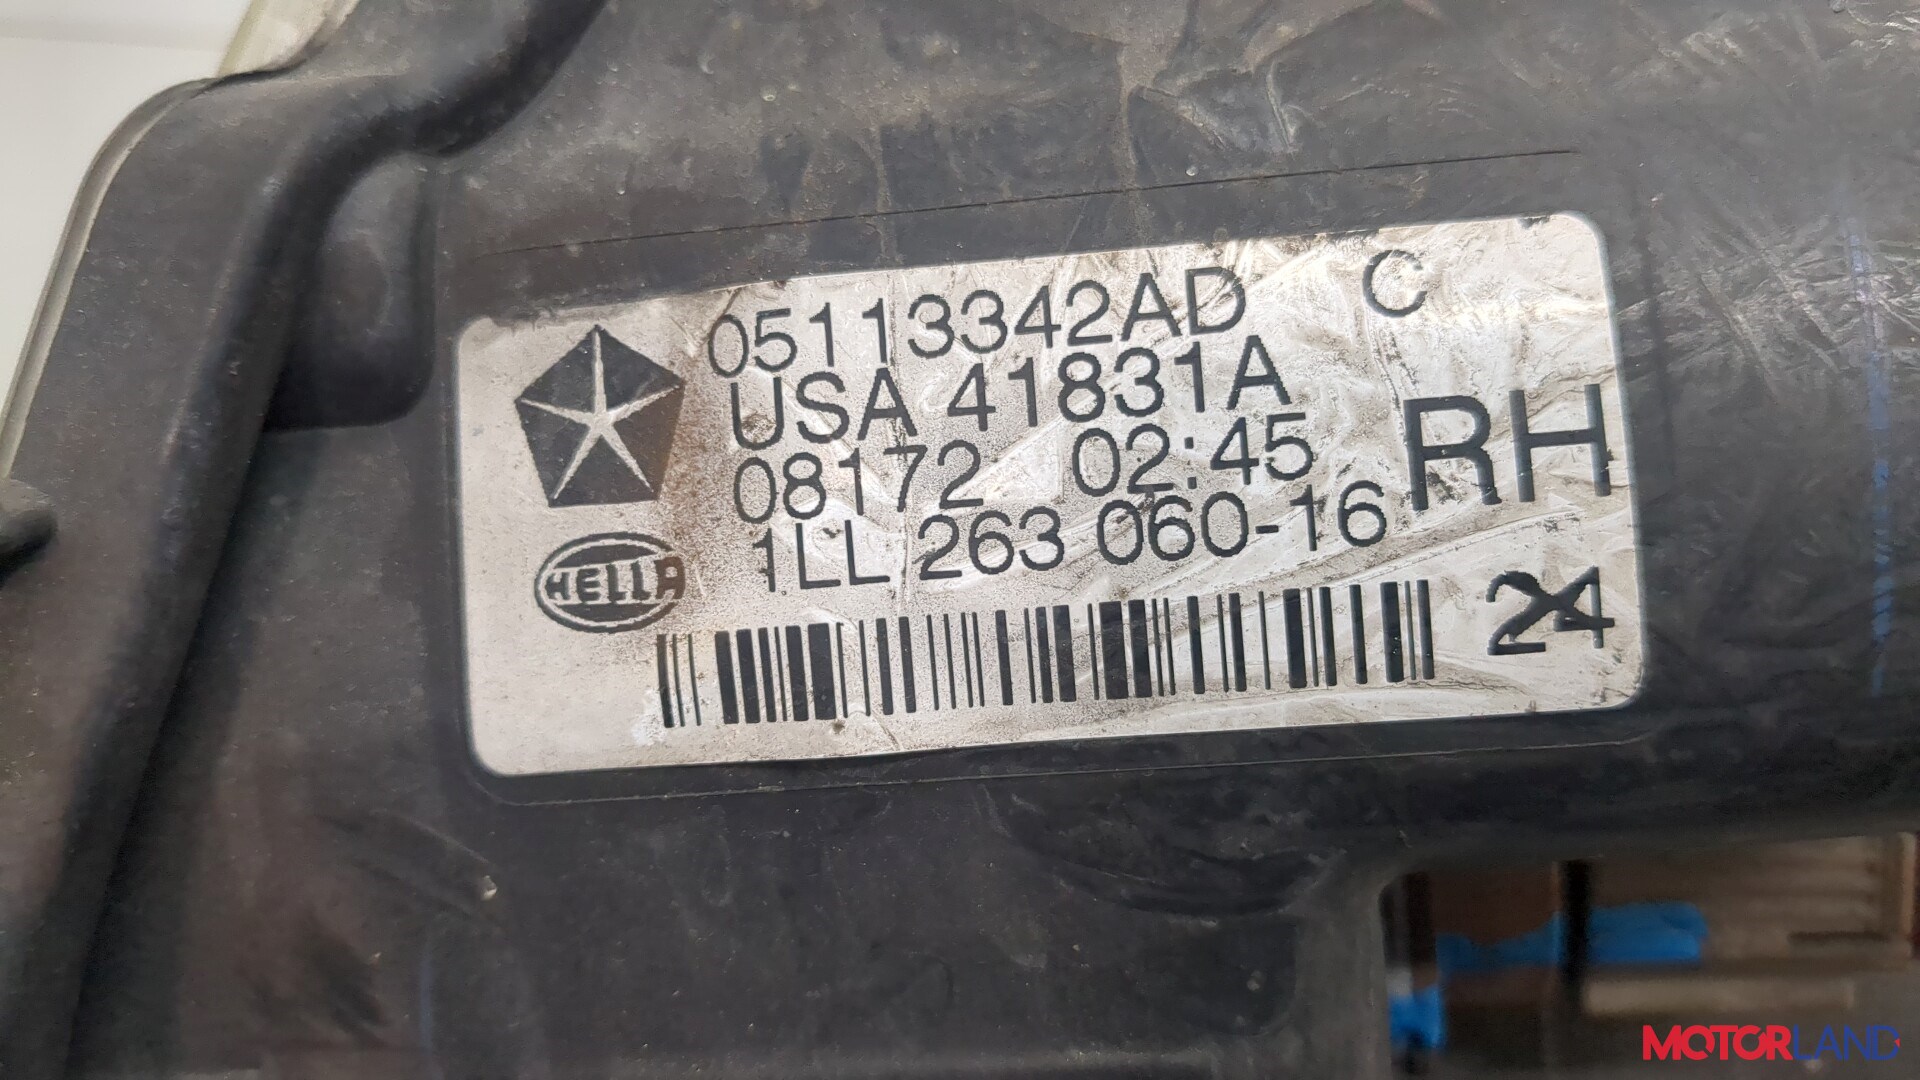 05113342AD C
USA 41831A
08172 02:45 RH
1LL 263 060-16
HELLA
24
MOTORLAND